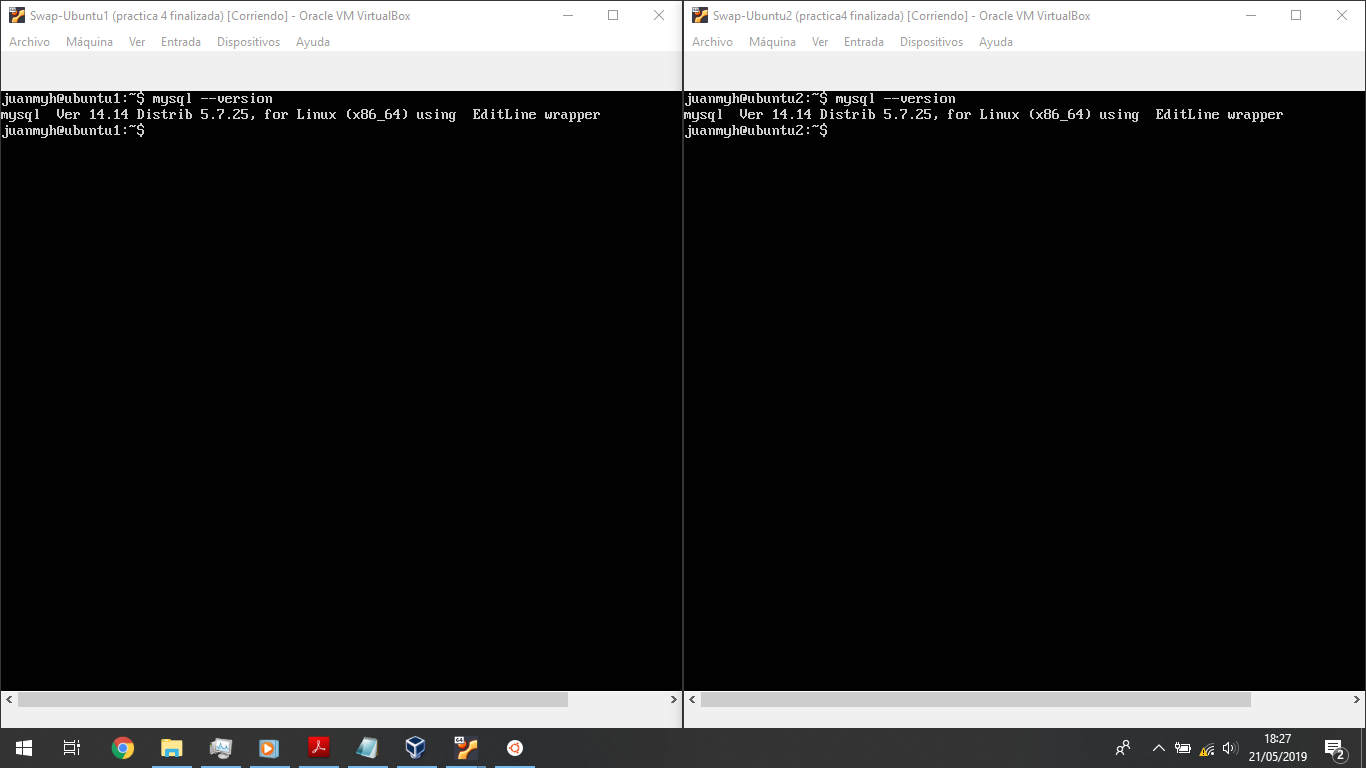 Swap-Ubuntu1 (practica 4 finalizada) [Corriendo] - Oracle VM VirtualBox
Archivo Máquina Ver Entrada Dispositivos Ayuda
juanmyh@ubuntu1:~$ mysql --version
mysql  Ver 14.14 Distrib 5.7.25, for Linux (x86_64) using  EditLine wrapper
juanmyh@ubuntu1:~$
Swap-Ubuntu2 (practica4 finalizada) [Corriendo] - Oracle VM VirtualBox
Archivo Máquina Ver Entrada Dispositivos Ayuda
juanmyh@ubuntu2:~$ mysql --version
mysql  Ver 14.14 Distrib 5.7.25, for Linux (x86_64) using  EditLine wrapper
juanmyh@ubuntu2:~$
18:27
21/05/2019
2